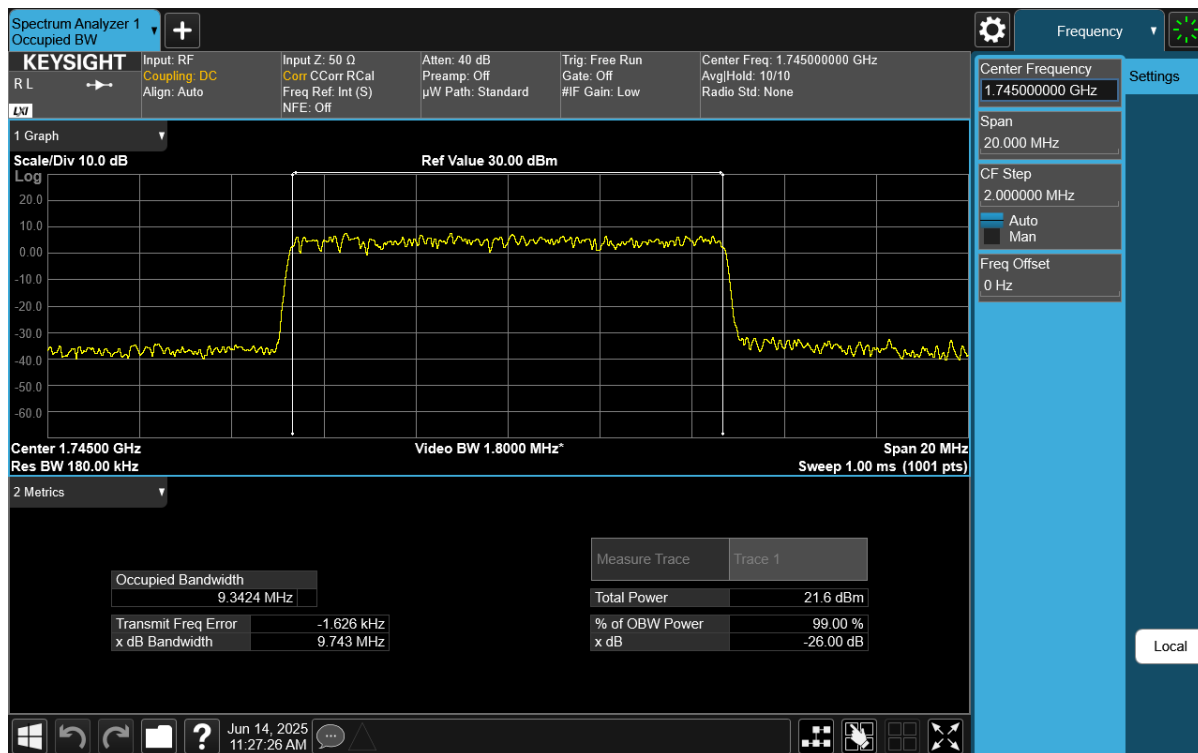 Spectrum Analyzer 1
Occupied BW
Frequency
KEYSIGHT
R L
LXI
Input: RF
Coupling: DC
Align: Auto
Input Z: 50 Ω
Corr CCorr RCal
Freq Ref: Int (S)
NFE: Off
Atten: 40 dB
Preamp: Off
µW Path: Standard
Trig: Free Run
Gate: Off
#IF Gain: Low
Center Freq: 1.745000000 GHz
Avg|Hold: 10/10
Radio Std: None
Center Frequency
1.745000000 GHz
Settings
Span
20.000 MHz
CF Step
2.000000 MHz
Auto
Man
Freq Offset
0 Hz
1 Graph
Scale/Div 10.0 dB
Ref Value 30.00 dBm
Log
20.0
10.0
0.00
-10.0
-20.0
-30.0
-40.0
-50.0
-60.0
Center 1.74500 GHz
Video BW 1.8000 MHz*
Span 20 MHz
Res BW 180.00 kHz
Sweep 1.00 ms (1001 pts)
2 Metrics
Measure Trace Trace 1
Occupied Bandwidth
9.3424 MHz
Total Power 21.6 dBm
Transmit Freq Error -1.626 kHz
% of OBW Power 99.00 %
x dB Bandwidth 9.743 MHz
x dB -26.00 dB
Local
?
Jun 14, 2025
11:27:26 AM